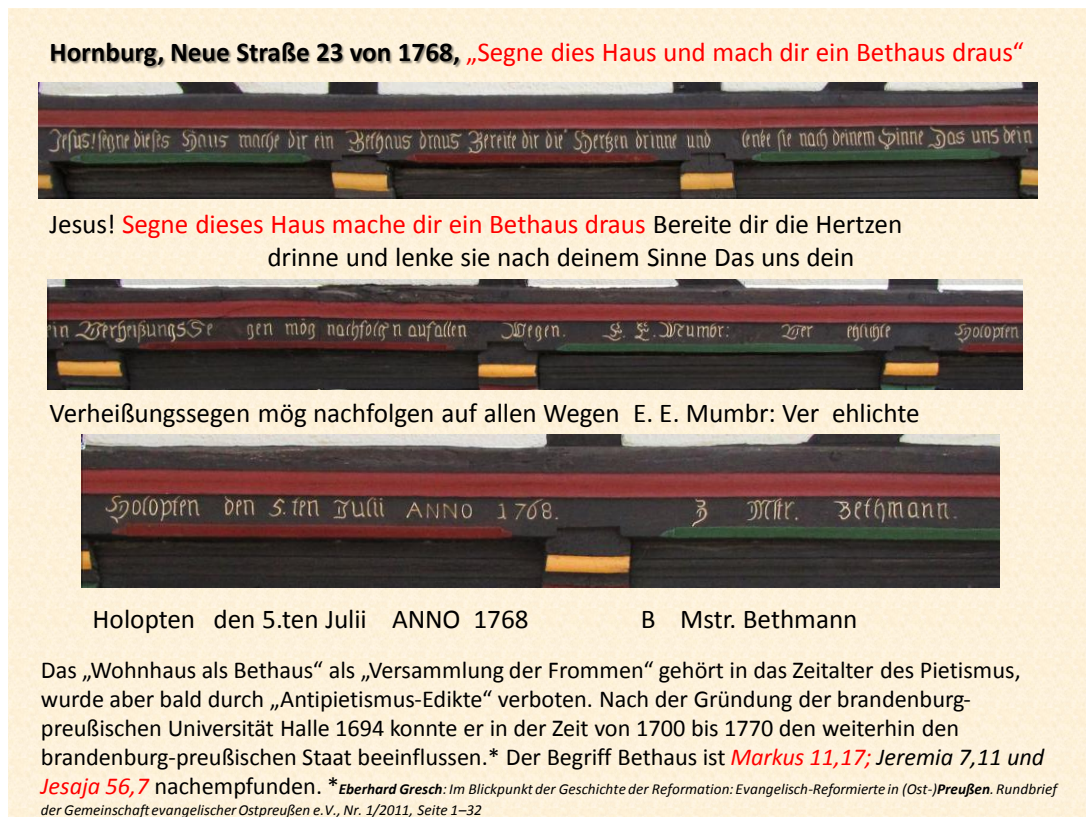 Hornburg, Neue Straße 23 von 1768, „Segne dies Haus und mach dir ein Bethaus draus“
Jesus! segne dieses Haus mache dir ein Bethaus draus Bereite dir die Hertzen drinne und lenke sie nach deinem Sinne Das uns dein
Jesus! Segne dieses Haus mache dir ein Bethaus draus Bereite dir die Hertzen
drinne und lenke sie nach deinem Sinne Das uns dein
ein VerheißungsSe gen mög nachfolg'n auf allen Wegen. E. E. Mumbr: Ver ehlichte Holopten
Verheißungssegen mög nachfolgen auf allen Wegen E. E. Mumbr: Ver ehlichte
Holopten den 5.ten Julii ANNO 1768. B Mstr. Bethmann.
Holopten den 5.ten Julii ANNO 1768 B Mstr. Bethmann
Das „Wohnhaus als Bethaus“ als „Versammlung der Frommen“ gehört in das Zeitalter des Pietismus,
wurde aber bald durch „Antipietismus-Edikte“ verboten. Nach der Gründung der brandenburg-
preußischen Universität Halle 1694 konnte er in der Zeit von 1700 bis 1770 den weiterhin den
brandenburg-preußischen Staat beeinflussen.* Der Begriff Bethaus ist Markus 11,17; Jeremia 7,11 und
Jesaja 56,7 nachempfunden. *Eberhard Gresch: Im Blickpunkt der Geschichte der Reformation: Evangelisch-Reformierte in (Ost-)Preußen. Rundbrief
der Gemeinschaft evangelischer Ostpreußen e.V., Nr. 1/2011, Seite 1–32